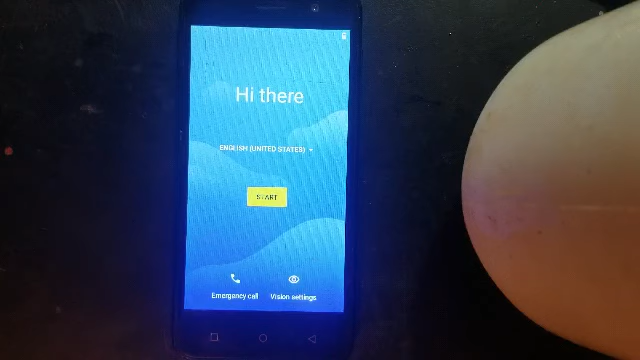 Hi there
ENGLISH (UNITED STATES)
START
Emergency call
Vision settings